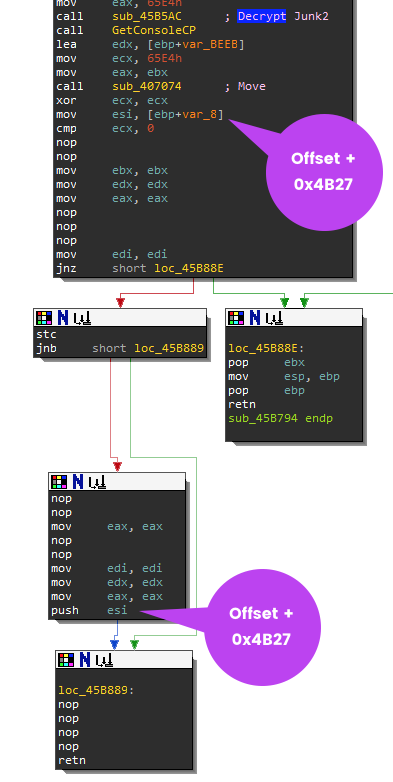 mov eax, 65E4h
call sub_45B5AC ; Decrypt Junk2
call GetConsoleCP
lea edx, [ebp+var_BEEB]
mov ecx, 65E4h
mov eax, ebx
call sub_407074 ; Move
xor ecx, ecx
mov esi, [ebp+var_8]
cmp ecx, 0
nop
nop
mov ebx, ebx
mov edx, edx
mov eax, eax
nop
nop
nop
mov edi, edi
jnz short loc_45B88E
Offset +
0x4B27
stc
jnb short loc_45B889
loc_45B88E:
pop ebx
mov esp, ebp
pop ebp
retn
sub_45B794 endp
nop
nop
mov eax, eax
nop
nop
mov edi, edi
mov edx, edx
mov eax, eax
push esi
Offset +
0x4B27
loc_45B889:
nop
nop
nop
nop
retn